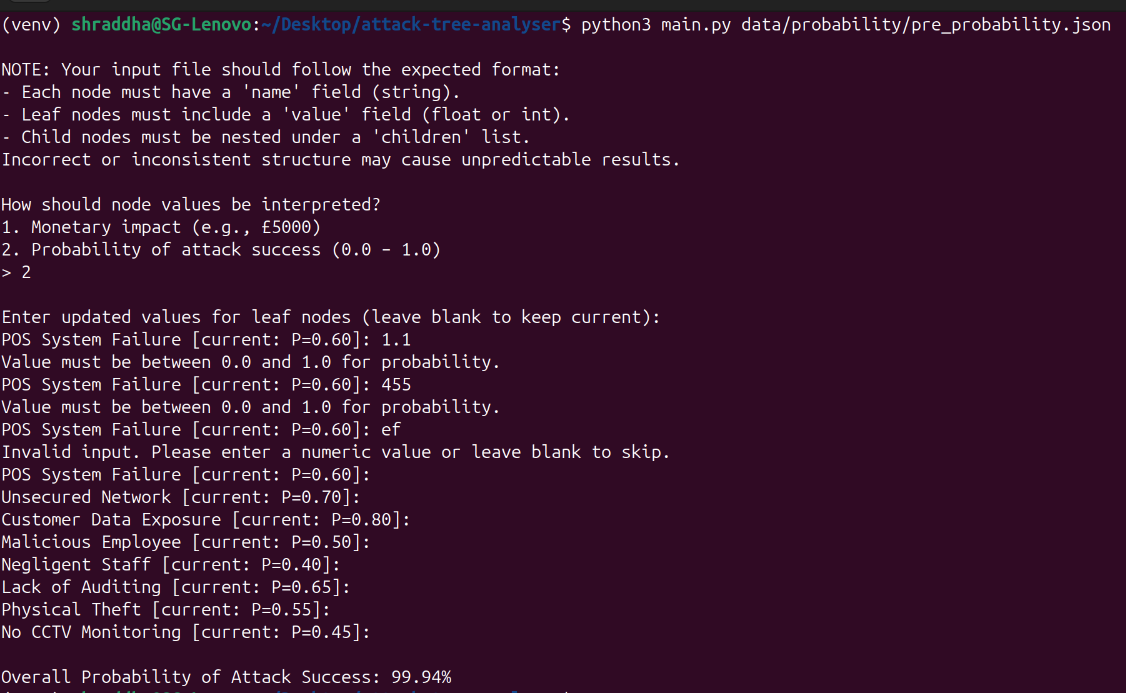 (venv) shraddha@SG-Lenovo:~/Desktop/attack-tree-analyser$ python3 main.py data/probability/pre_probability.json
NOTE: Your input file should follow the expected format:
- Each node must have a 'name' field (string).
- Leaf nodes must include a 'value' field (float or int).
- Child nodes must be nested under a 'children' list.
Incorrect or inconsistent structure may cause unpredictable results.
How should node values be interpreted?
1. Monetary impact (e.g., £5000)
2. Probability of attack success (0.0 – 1.0)
> 2
Enter updated values for leaf nodes (leave blank to keep current):
POS System Failure [current: P=0.60]: 1.1
Value must be between 0.0 and 1.0 for probability.
POS System Failure [current: P=0.60]: 455
Value must be between 0.0 and 1.0 for probability.
POS System Failure [current: P=0.60]: ef
Invalid input. Please enter a numeric value or leave blank to skip.
POS System Failure [current: P=0.60]:
Unsecured Network [current: P=0.70]:
Customer Data Exposure [current: P=0.80]:
Malicious Employee [current: P=0.50]:
Negligent Staff [current: P=0.40]:
Lack of Auditing [current: P=0.65]:
Physical Theft [current: P=0.55]:
No CCTV Monitoring [current: P=0.45]:
Overall Probability of Attack Success: 99.94%